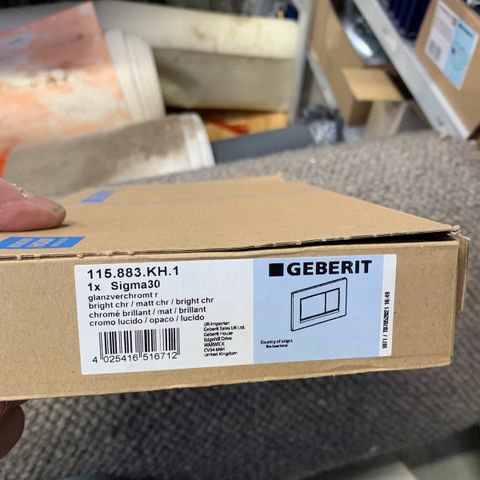 115.883.KH.1
1x Sigma30
glanzverchromt r
bright chr / matt chr / bright chr
chromé brillant / mat / brillant
cromo lucido / opaco / lucido
4 025416 516712
UK-Importer:
Geberit Sales UK Ltd.
Geberit House
Edgehill Drive
WARWICK
CV34 6NH
United Kingdom
GEBERIT
Country of origin
Switzerland